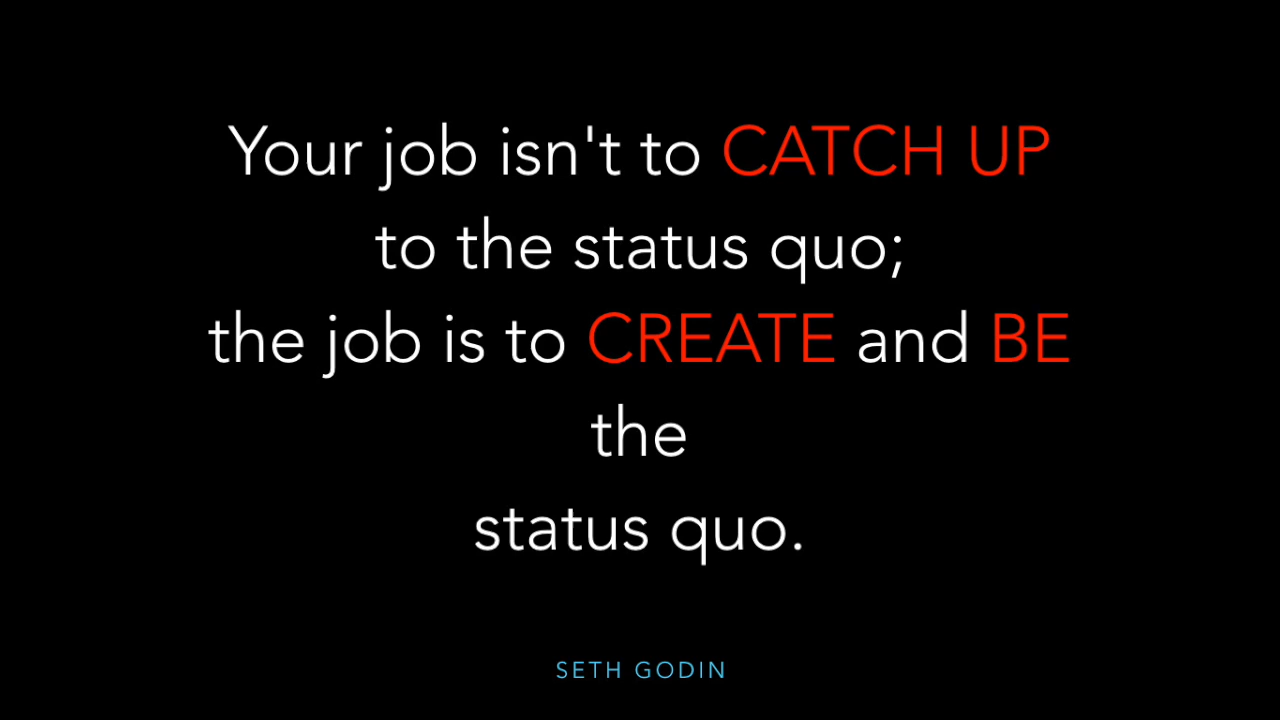 Your job isn't to CATCH UP
to the status quo;
the job is to CREATE and BE
the
status quo.
SETH GODIN